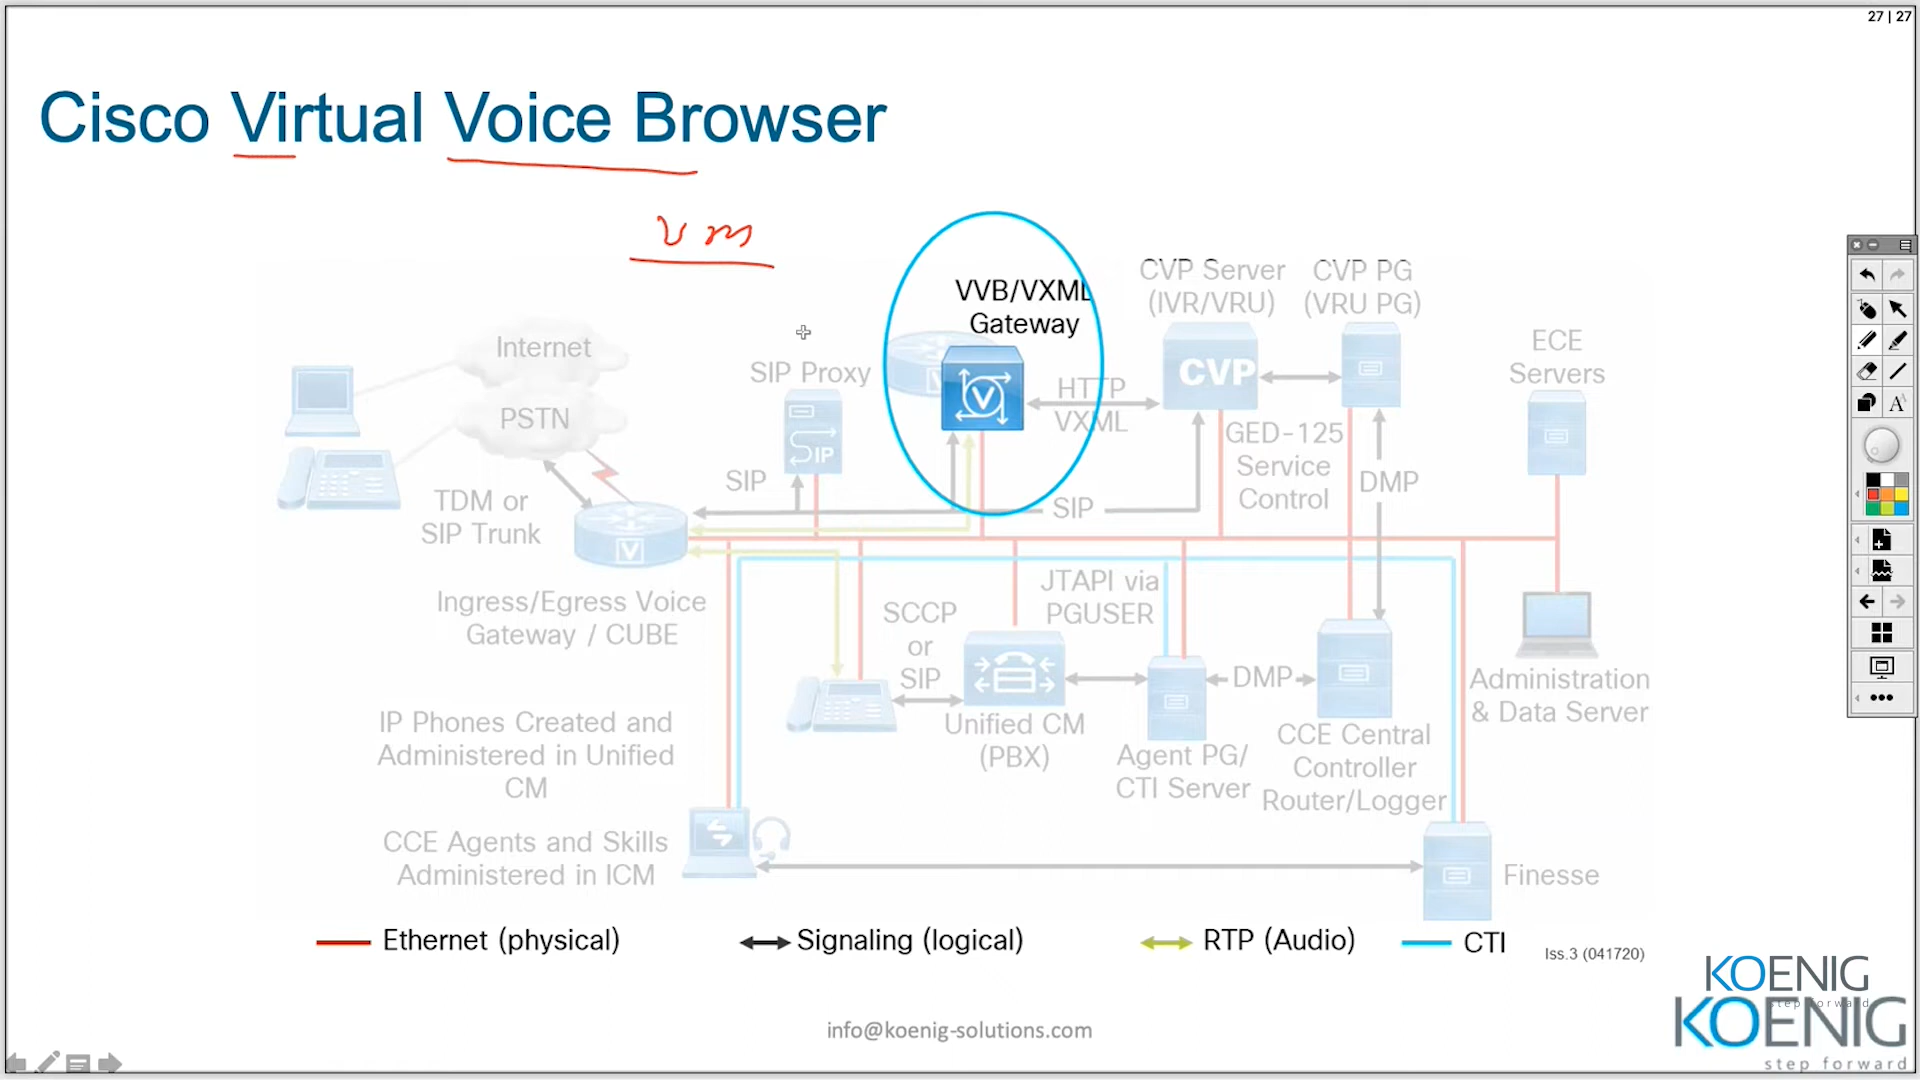 27 | 27
Cisco Virtual Voice Browser
vm
VVB/VXML
Gateway
CVP Server
(IVR/VRU)
CVP PG
(VRU PG)
ECE
Servers
Internet
PSTN
SIP Proxy
IP
V
CVP
HTTP
VXML
GED-125
Service
Control
DMP
SIP
SIP
TDM or
SIP Trunk
V
Ingress/Egress Voice
Gateway / CUBE
JTAPI via
PGUSER
SCCP
or
SIP
DMP
Unified CM
(PBX)
Agent PG/
CTI Server
CCE Central
Controller
Router/Logger
Administration
& Data Server
IP Phones Created and
Administered in Unified
CM
CCE Agents and Skills
Administered in ICM
Finesse
Ethernet (physical)
Signaling (logical)
RTP (Audio)
CTI
Iss.3 (041720)
KOENIG
step forward
KOENIG
step forward
info@koenig-solutions.com